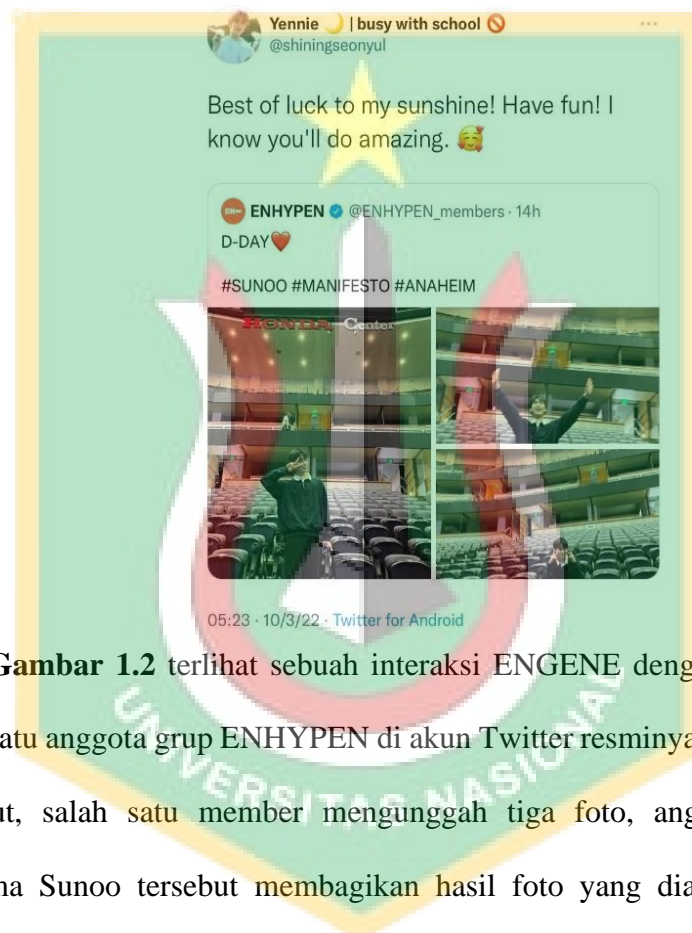 Yennie 🌙 | busy with school 🚫
@shiningseonyul
Best of luck to my sunshine! Have fun! I
know you'll do amazing. 🥰
ENHYPEN @ENHYPEN_members · 14h
D-DAY❤️
#SUNOO #MANIFESTO #ANAHEIM
HONDA Center
05:23 · 10/3/22 · Twitter for Android
Gambar 1.2 terlihat sebuah interaksi ENGENE deng
atu anggota grup ENHYPEN di akun Twitter resminya
ut, salah satu member mengunggah tiga foto, ang
na Sunoo tersebut membagikan hasil foto yang dia
UNIVERSITAS NASIONAL